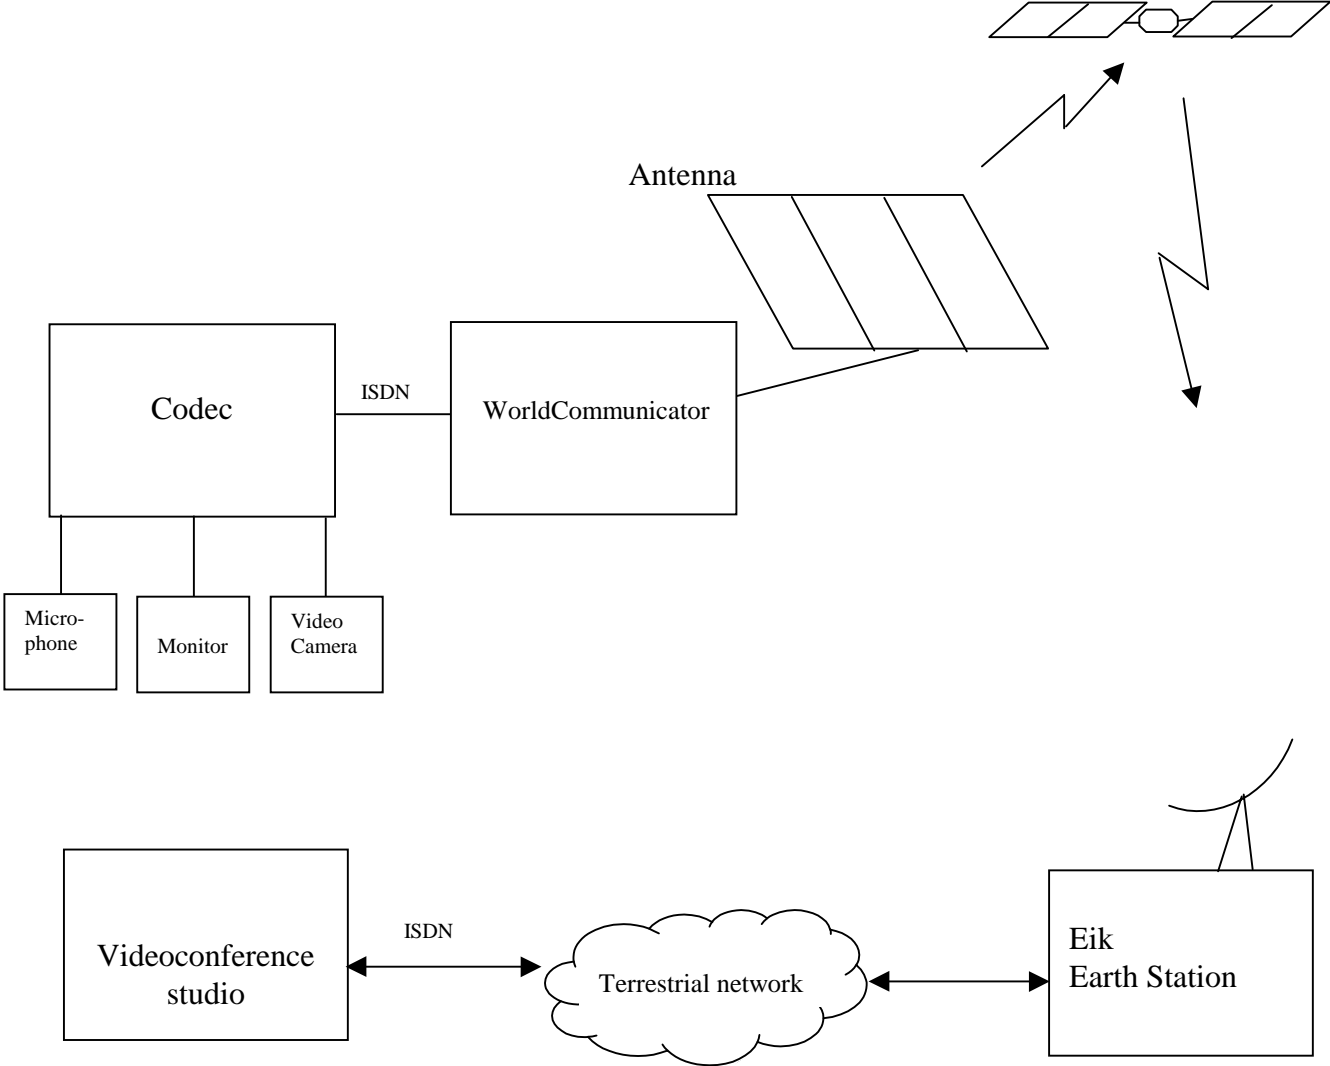 Antenna
ISDN
Codec
WorldCommunicator
Micro-
phone
Monitor
Video
Camera
ISDN
Videoconference
studio
Terrestrial network
Eik
Earth Station